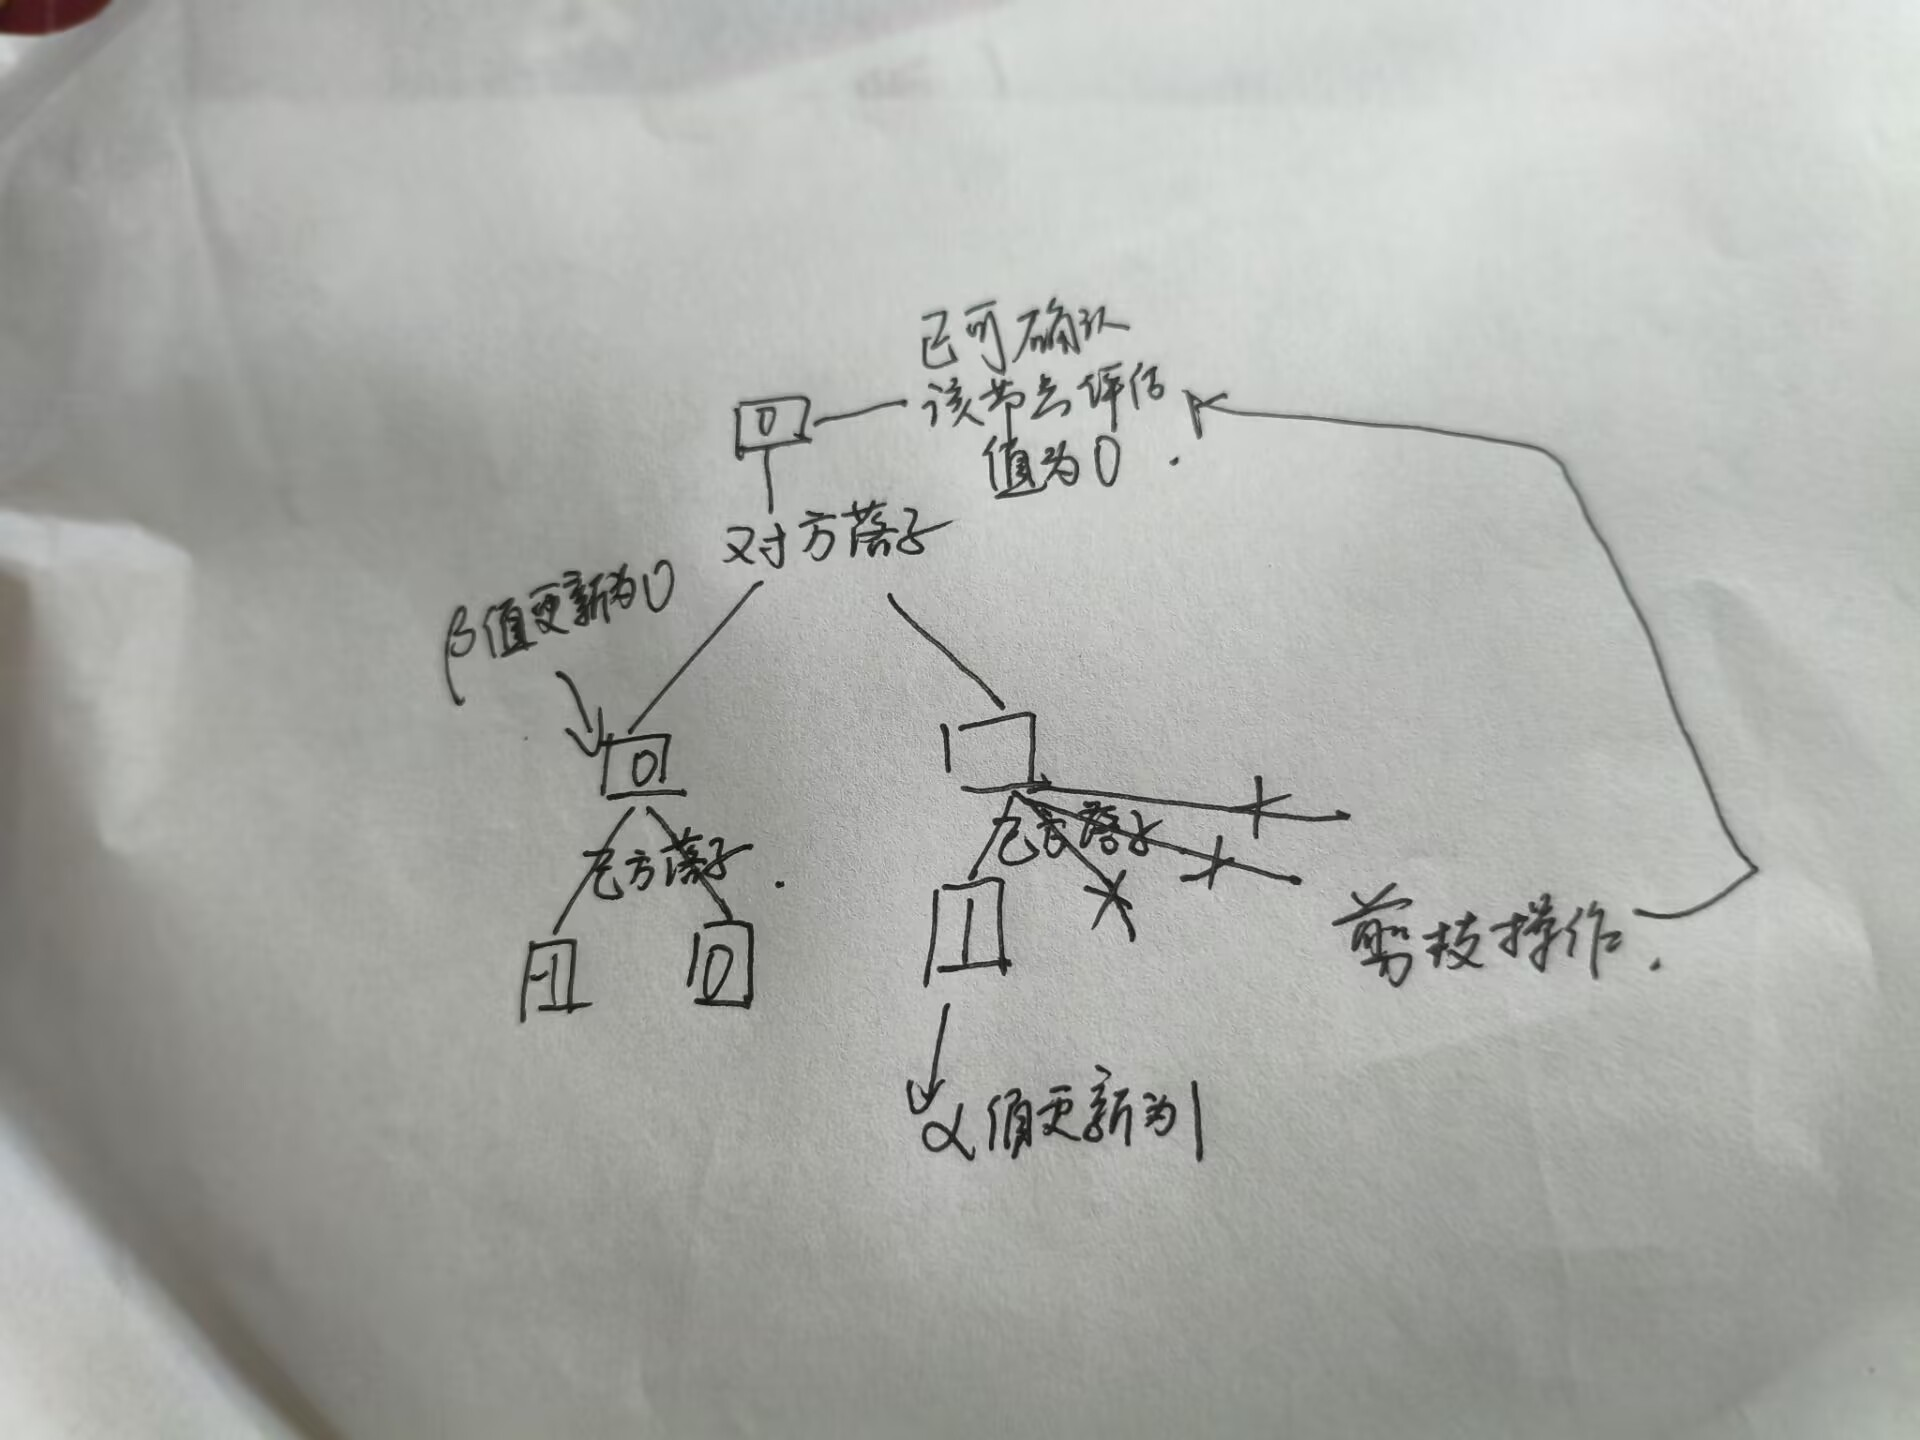 已可确认
0
该节点评估
值为0.
对方落子
β值更新为0
0
己方落子.
己方落子
-1
0
1
剪枝操作.
α值更新为1